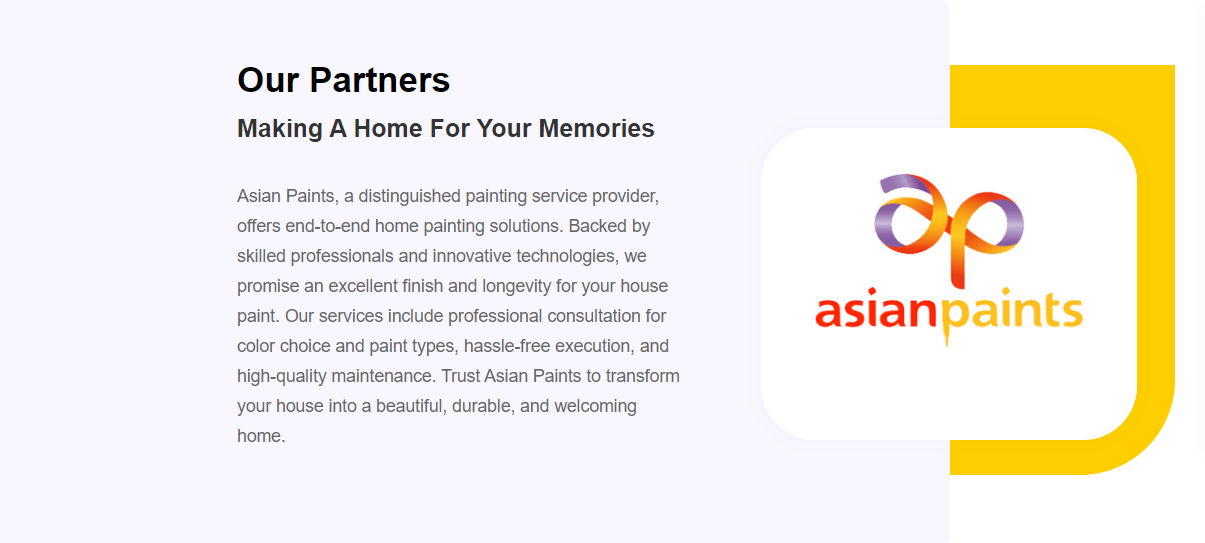 Our Partners
Making A Home For Your Memories
Asian Paints, a distinguished painting service provider,
offers end-to-end home painting solutions. Backed by
skilled professionals and innovative technologies, we
promise an excellent finish and longevity for your house
paint. Our services include professional consultation for
color choice and paint types, hassle-free execution, and
high-quality maintenance. Trust Asian Paints to transform
your house into a beautiful, durable, and welcoming
home.
ap
asianpaints